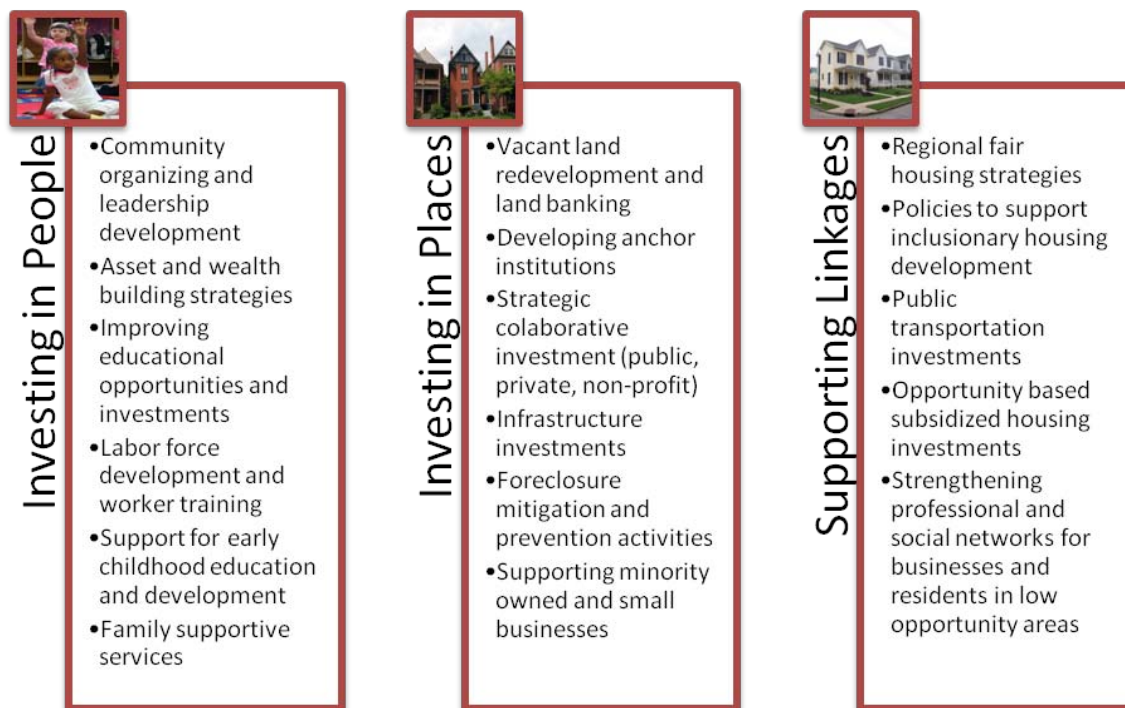 Investing in People
•Community
organizing and
leadership
development
•Asset and wealth
building strategies
•Improving
educational
opportunities and
investments
•Labor force
development and
worker training
•Support for early
childhood education
and development
•Family supportive
services
Investing in Places
•Vacant land
redevelopment and
land banking
•Developing anchor
institutions
•Strategic
colaborative
investment (public,
private, non-profit)
•Infrastructure
investments
•Foreclosure
mitigation and
prevention activities
•Supporting minority
owned and small
businesses
Supporting Linkages
•Regional fair
housing strategies
•Policies to support
inclusionary housing
development
•Public
transportation
investments
•Opportunity based
subsidized housing
investments
•Strengthening
professional and
social networks for
businesses and
residents in low
opportunity areas